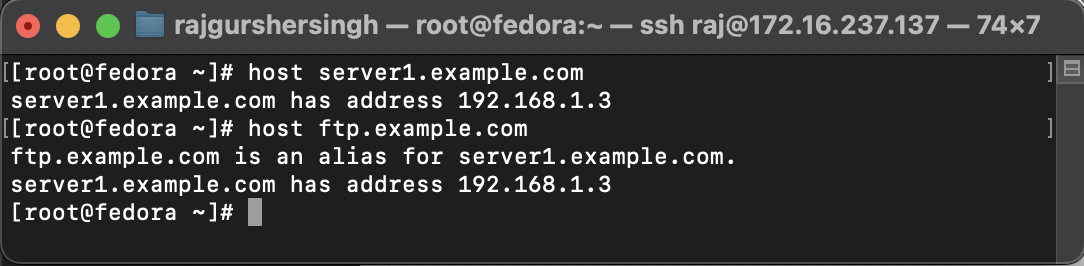 rajgurshersingh — root@fedora:~ — ssh raj@172.16.237.137 — 74×7
[[root@fedora ~]# host server1.example.com ]
server1.example.com has address 192.168.1.3
[[root@fedora ~]# host ftp.example.com ]
ftp.example.com is an alias for server1.example.com.
server1.example.com has address 192.168.1.3
[root@fedora ~]#